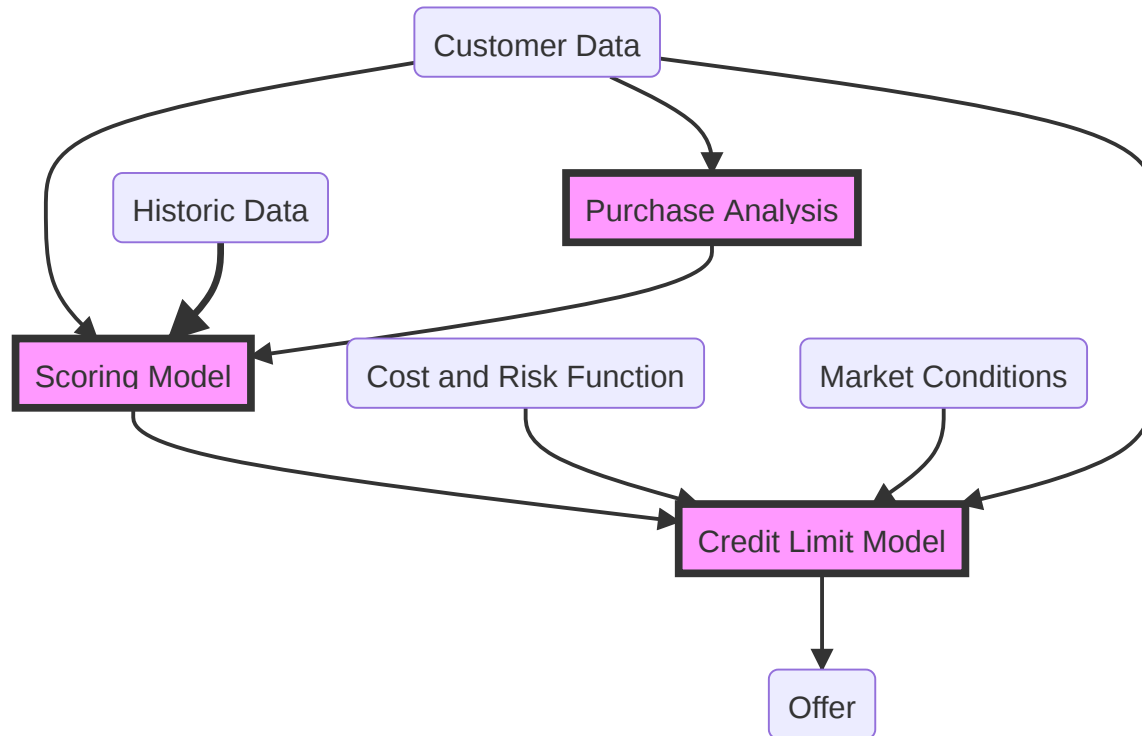 Customer Data
Historic Data
Purchase Analysis
Scoring Model
Cost and Risk Function
Market Conditions
Credit Limit Model
Offer